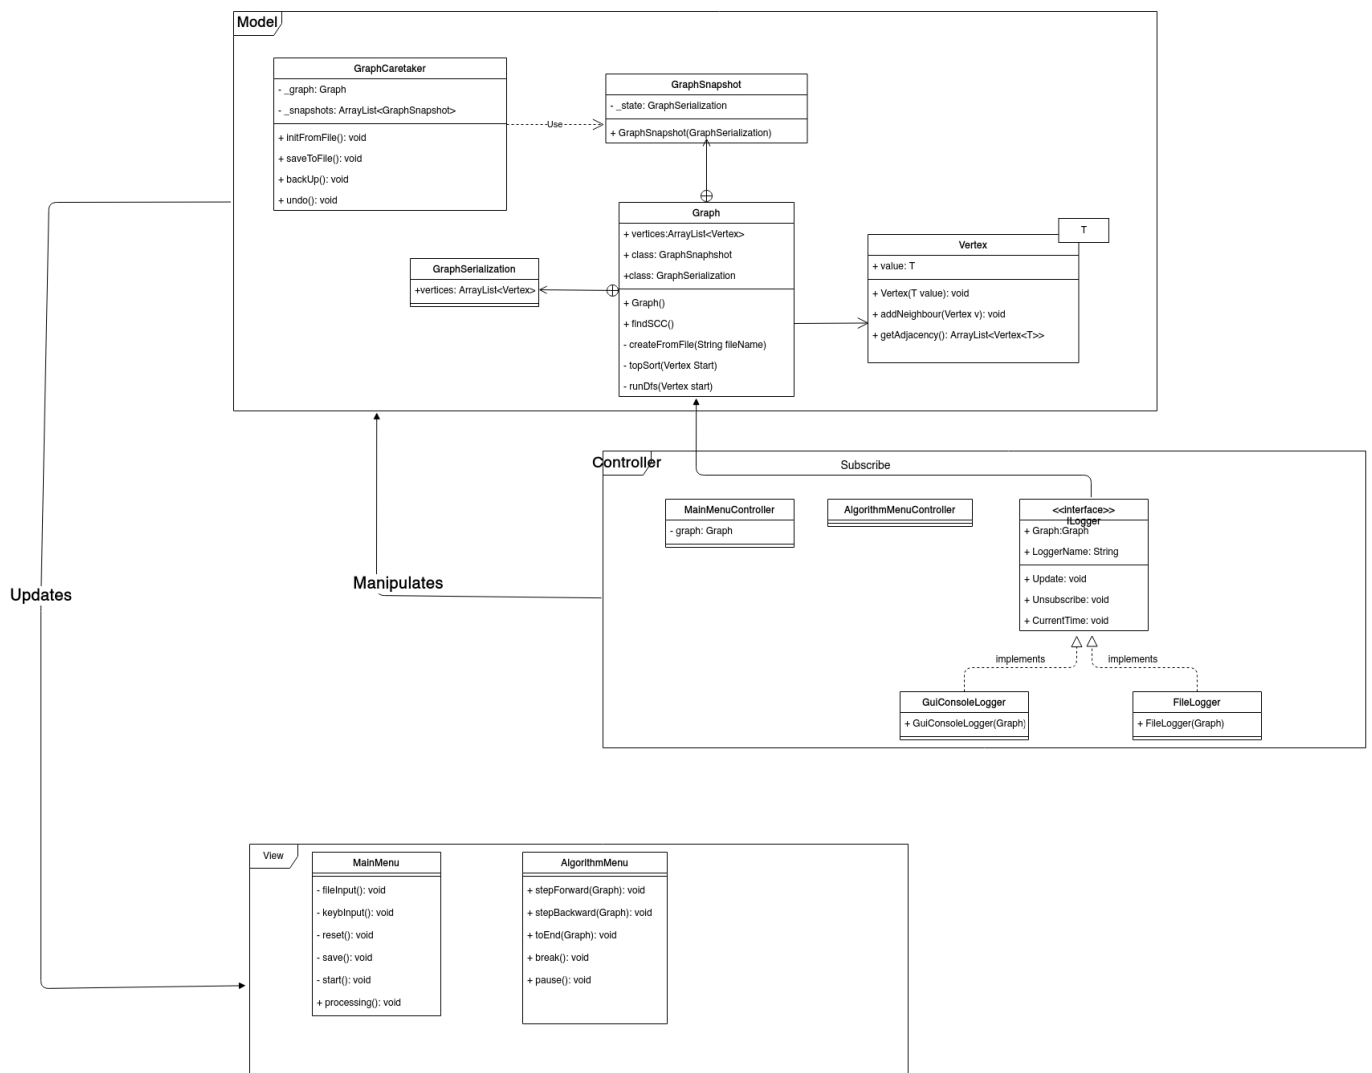 Model
GraphCaretaker
- _graph: Graph
- _snapshots: ArrayList<GraphSnapshot>
+ initFromFile(): void
+ saveToFile(): void
+ backUp(): void
+ undo(): void
Use
GraphSnapshot
- _state: GraphSerialization
+ GraphSnapshot(GraphSerialization)
Graph
+ vertices:ArrayList<Vertex>
+ class: GraphSnaphshot
+class: GraphSerialization
+ Graph()
+ findSCC()
- createFromFile(String fileName)
- topSort(Vertex Start)
- runDfs(Vertex start)
GraphSerialization
+vertices: ArrayList<Vertex>
T
Vertex
+ value: T
+ Vertex(T value): void
+ addNeighbour(Vertex v): void
+ getAdjacency(): ArrayList<Vertex<T>>
Controller
Subscribe
MainMenuController
- graph: Graph
AlgorithmMenuController
<<Interface>>
ILogger
+ Graph:Graph
+ LoggerName: String
+ Update: void
+ Unsubscribe: void
+ CurrentTime: void
implements
implements
GuiConsoleLogger
+ GuiConsoleLogger(Graph)
FileLogger
+ FileLogger(Graph)
Manipulates
Updates
View
MainMenu
- fileInput(): void
- keybInput(): void
- reset(): void
- save(): void
- start(): void
+ processing(): void
AlgorithmMenu
+ stepForward(Graph): void
+ stepBackward(Graph): void
+ toEnd(Graph): void
+ break(): void
+ pause(): void